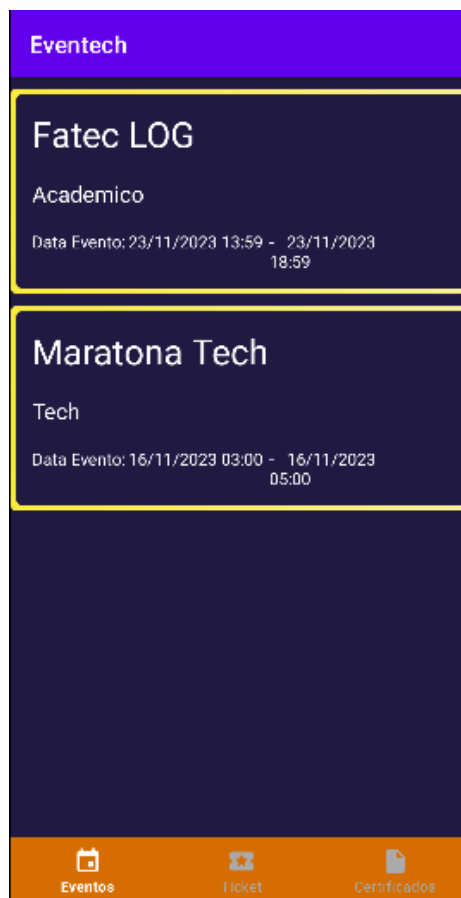 Eventech
Fatec LOG
Academico
Data Evento: 23/11/2023 13:59 - 23/11/2023
18:59
Maratona Tech
Tech
Data Evento: 16/11/2023 03:00 - 16/11/2023
05:00
Eventos Ticket Certificados